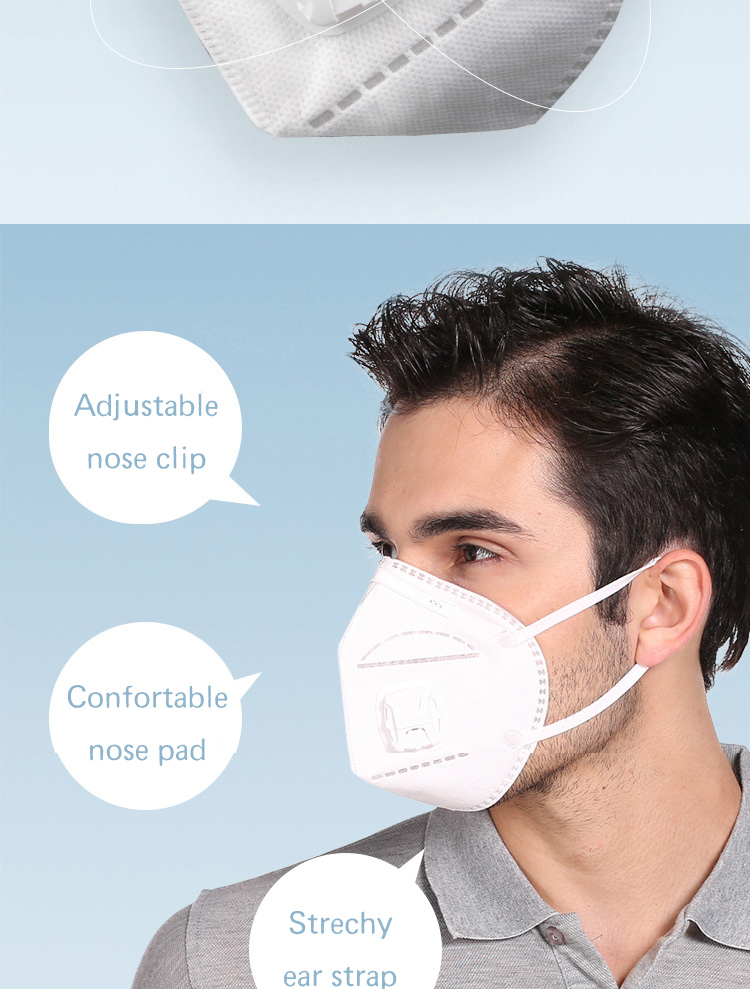 Adjustable
nose clip
Confortable
nose pad
Strechy
ear strap